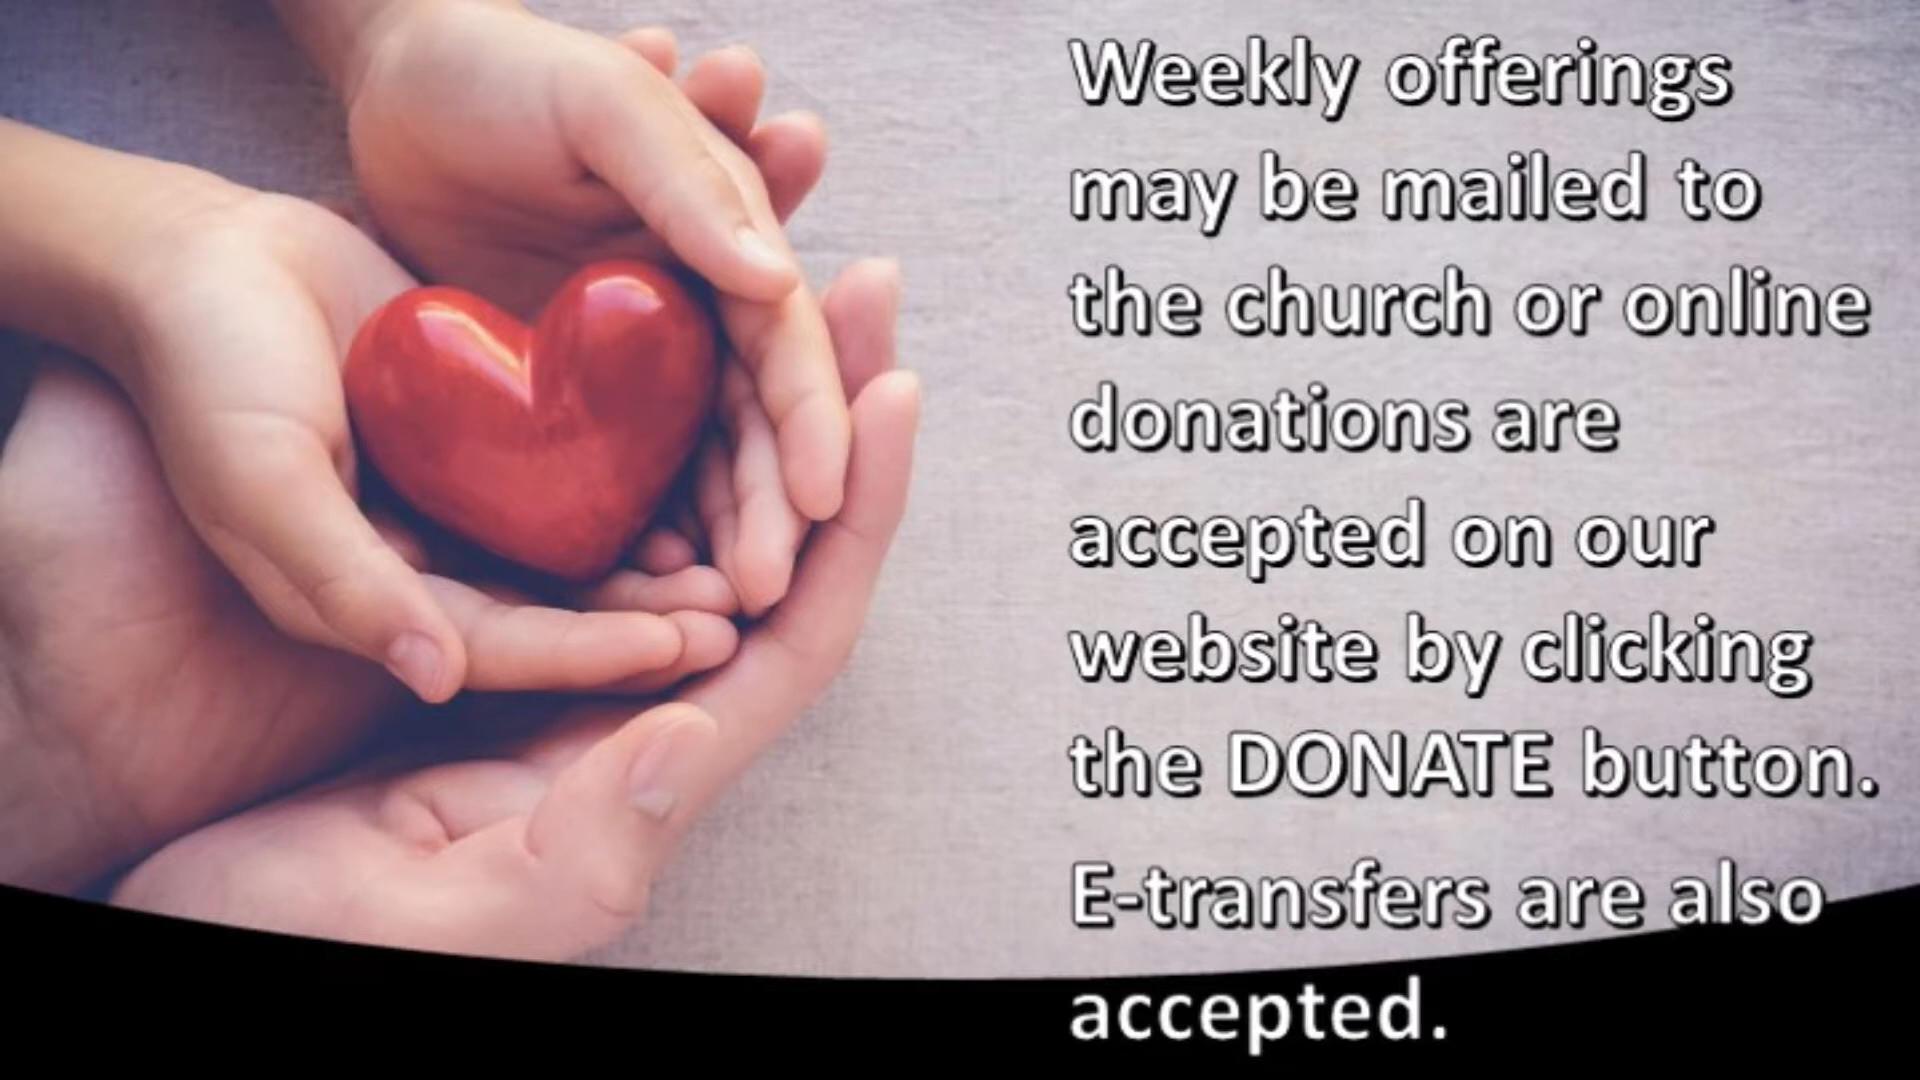 Weekly offerings
may be mailed to
the church or online
donations are
accepted on our
website by clicking
the DONATE button.
E-transfers are also
accepted.